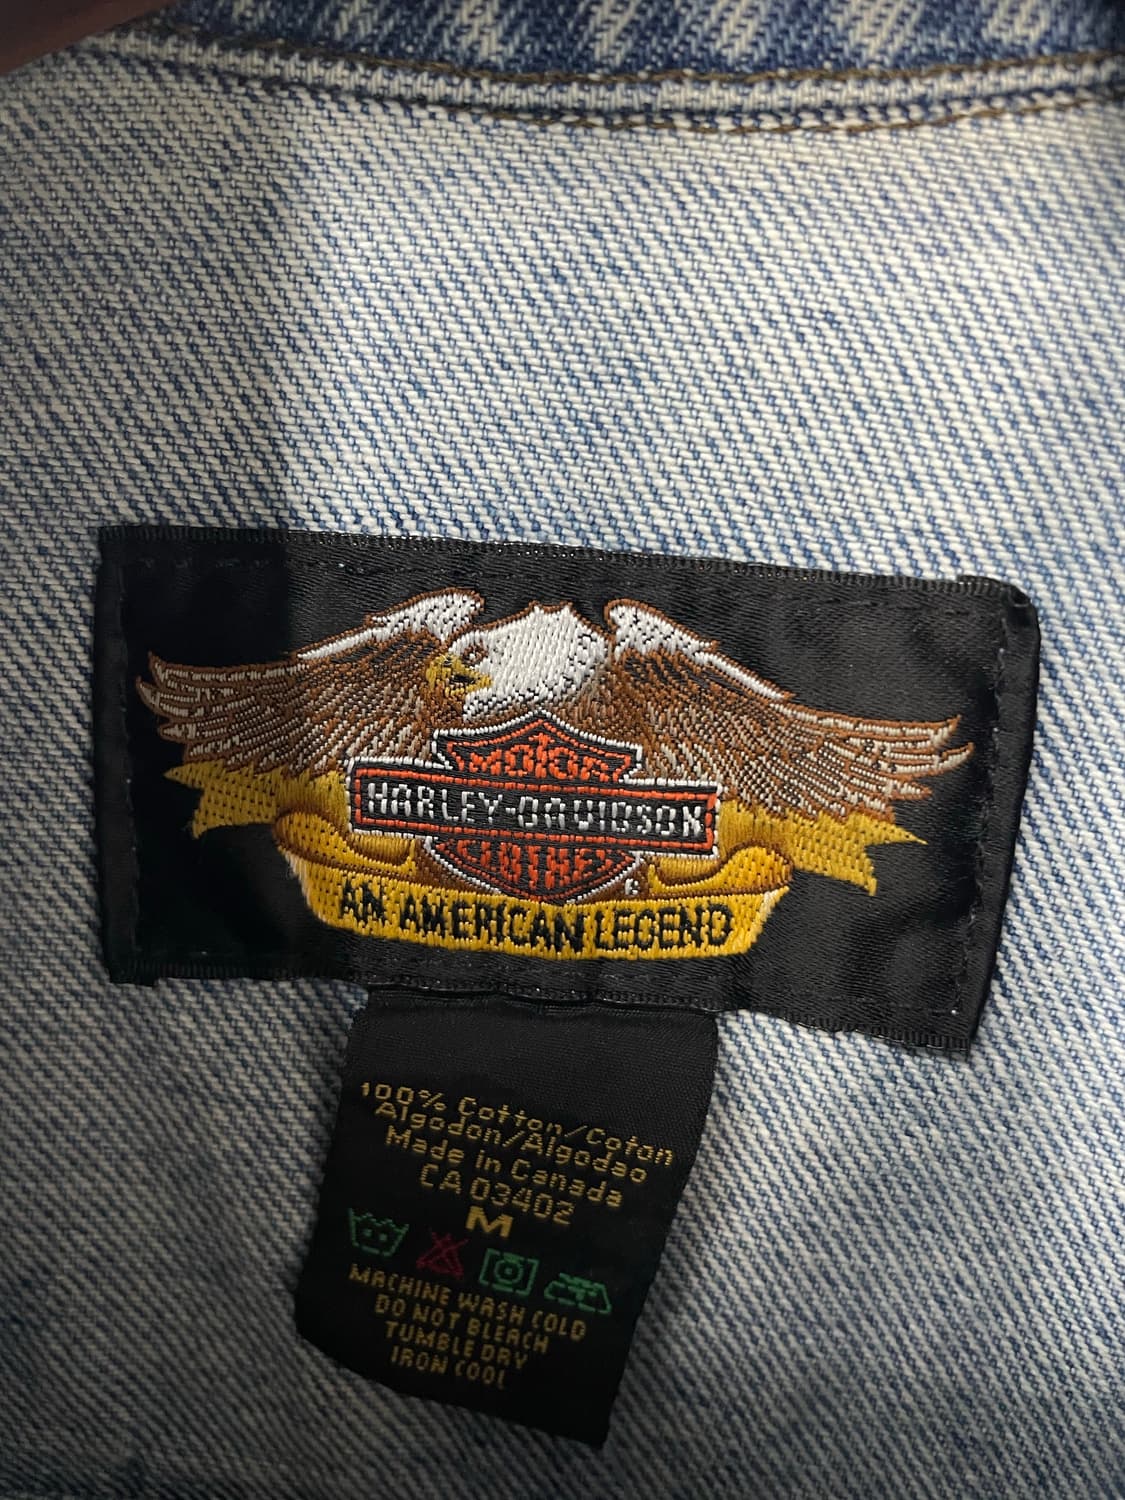 MOTOR
HARLEY-DAVIDSON
CYCLES
®
AN AMERICAN LEGEND
100% Cotton/Coton
Algodon/Algodao
Made in Canada
CA 03402
M
MACHINE WASH COLD
DO NOT BLEACH
TUMBLE DRY
IRON COOL